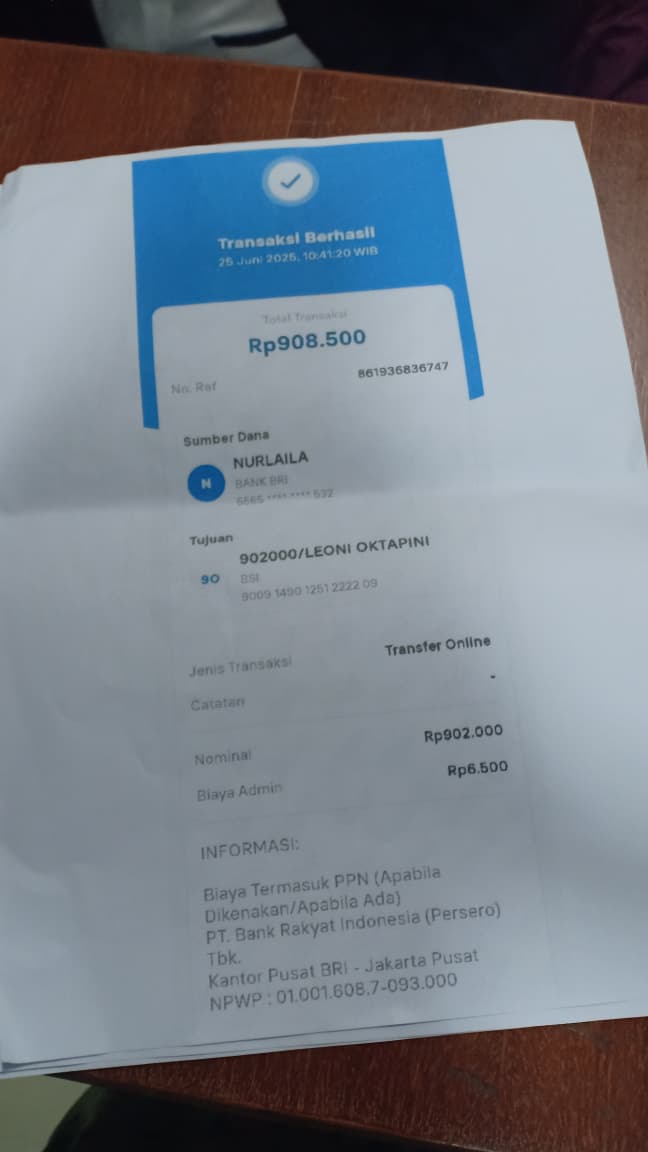 Transaksi Berhasil
25 Juni 2025, 10:41:20 WIB
Total Transaksi
Rp908.500
No. Ref 861936836747
Sumber Dana
N
NURLAILA
BANK BRI
5565 **** **** 532
Tujuan
90
902000/LEONI OKTAPINI
BSI
9009 1490 1251 2222 09
Jenis Transaksi Transfer Online
Catatan -
Nominal Rp902.000
Biaya Admin Rp6.500
INFORMASI:
Biaya Termasuk PPN (Apabila
Dikenakan/Apabila Ada)
PT. Bank Rakyat Indonesia (Persero)
Tbk.
Kantor Pusat BRI - Jakarta Pusat
NPWP : 01.001.608.7-093.000